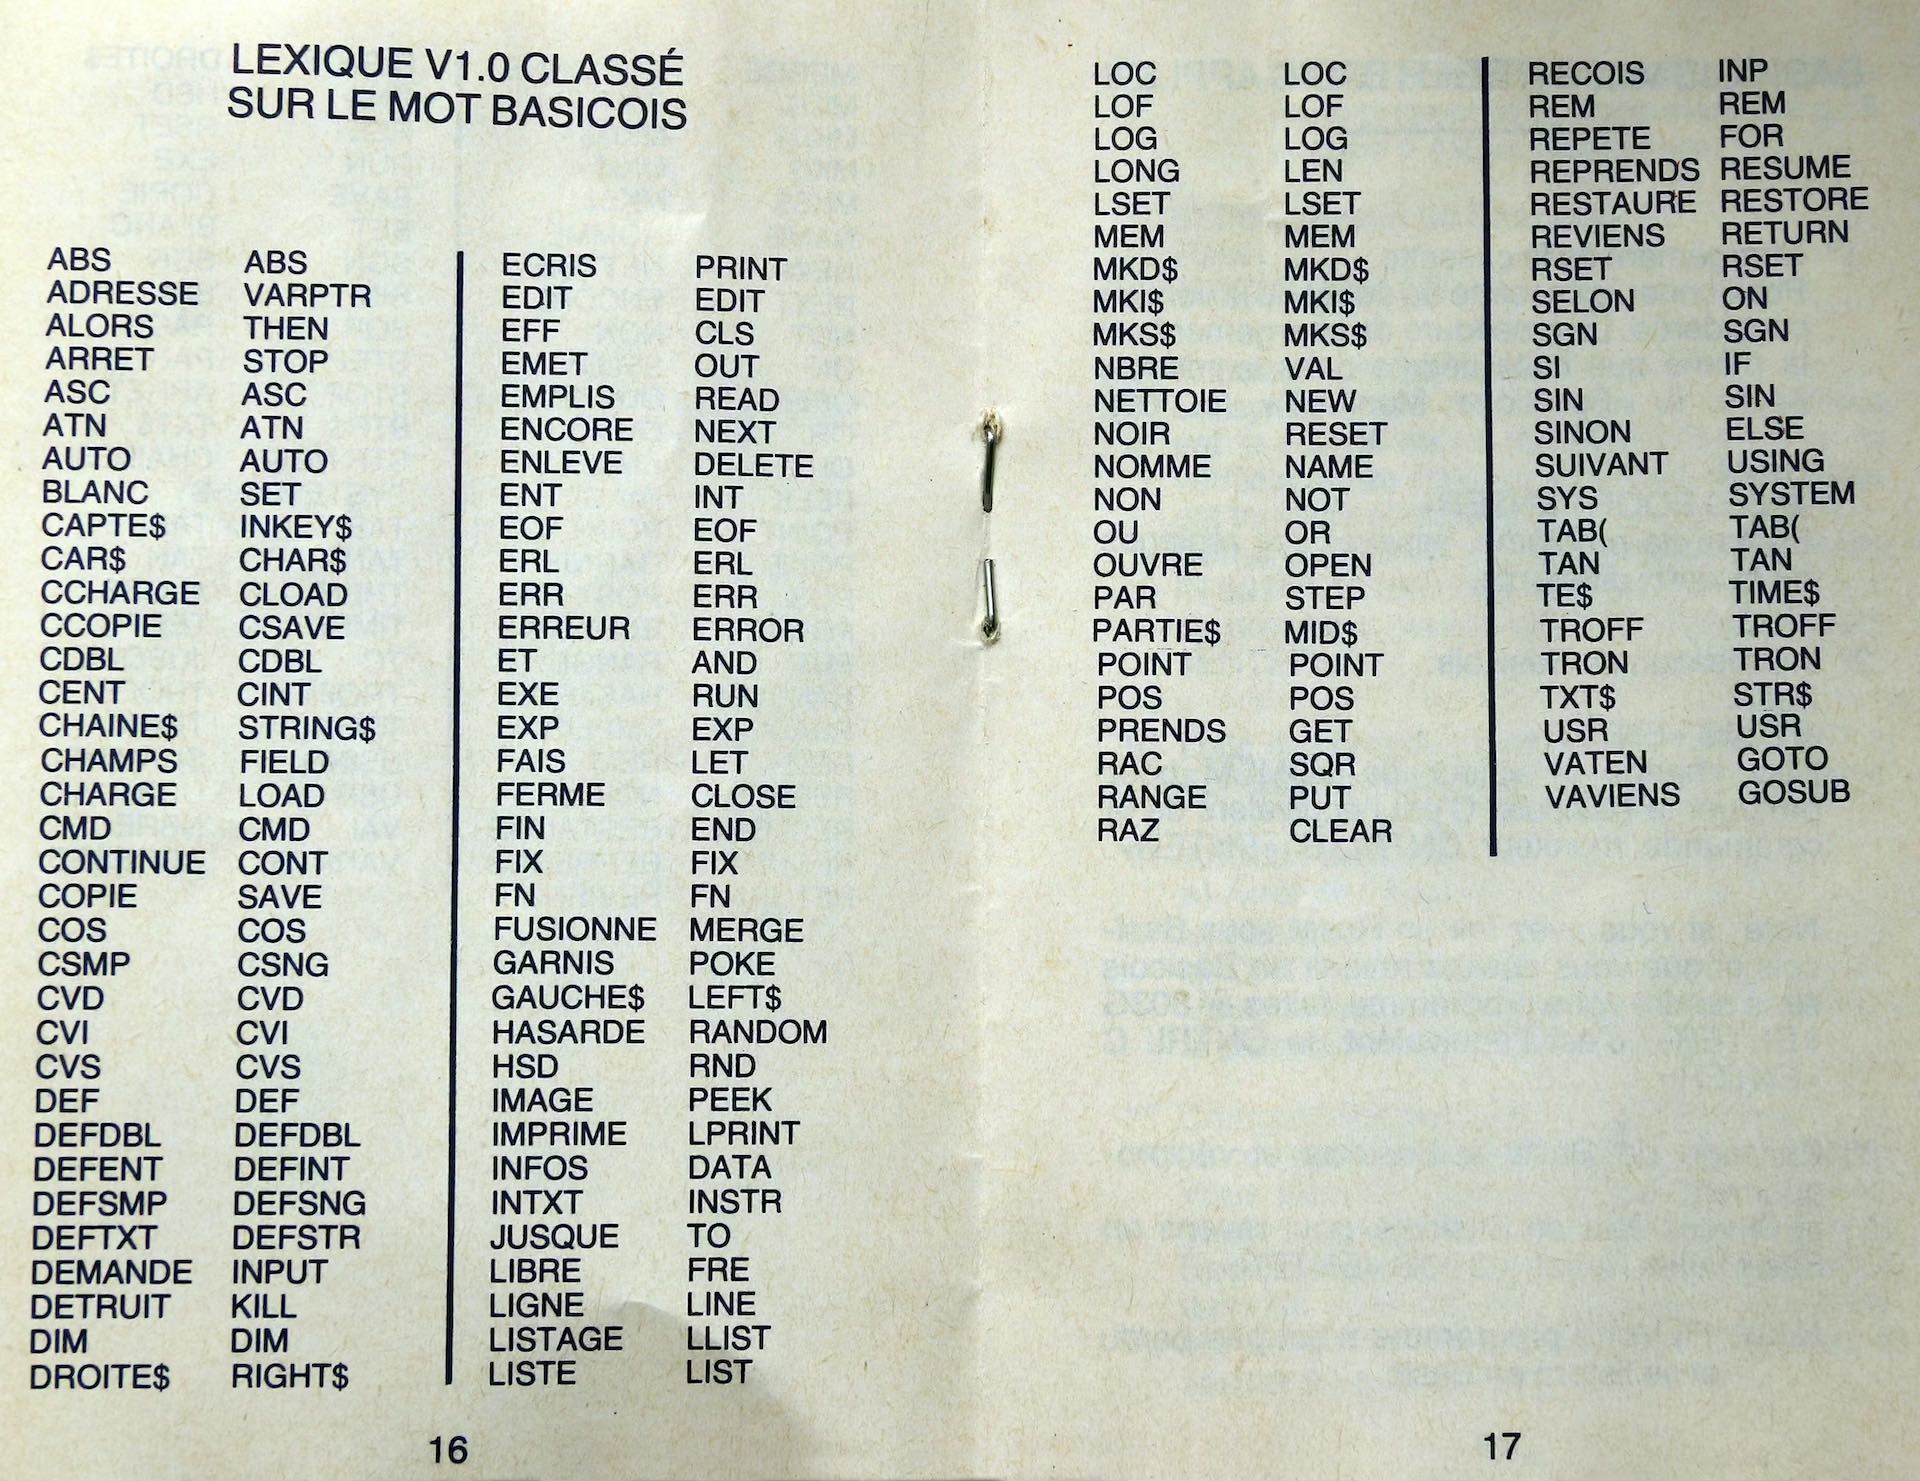 LEXIQUE V1.0 CLASSÉ
SUR LE MOT BASICOIS
ABS ABS
ADRESSE VARPTR
ALORS THEN
ARRET STOP
ASC ASC
ATN ATN
AUTO AUTO
BLANC SET
CAPTE$ INKEY$
CAR$ CHAR$
CCHARGE CLOAD
CCOPIE CSAVE
CDBL CDBL
CENT CINT
CHAINE$ STRING$
CHAMPS FIELD
CHARGE LOAD
CMD CMD
CONTINUE CONT
COPIE SAVE
COS COS
CSMP CSNG
CVD CVD
CVI CVI
CVS CVS
DEF DEF
DEFDBL DEFDBL
DEFENT DEFINT
DEFSMP DEFSNG
DEFTXT DEFSTR
DEMANDE INPUT
DETRUIT KILL
DIM DIM
DROITE$ RIGHT$
ECRIS PRINT
EDIT EDIT
EFF CLS
EMET OUT
EMPLIS READ
ENCORE NEXT
ENLEVE DELETE
ENT INT
EOF EOF
ERL ERL
ERR ERR
ERREUR ERROR
ET AND
EXE RUN
EXP EXP
FAIS LET
FERME CLOSE
FIN END
FIX FIX
FN FN
FUSIONNE MERGE
GARNIS POKE
GAUCHE$ LEFT$
HASARDE RANDOM
HSD RND
IMAGE PEEK
IMPRIME LPRINT
INFOS DATA
INTXT INSTR
JUSQUE TO
LIBRE FRE
LIGNE LINE
LISTAGE LLIST
LISTE LIST
16
LOC LOC
LOF LOF
LOG LOG
LONG LEN
LSET LSET
MEM MEM
MKD$ MKD$
MKI$ MKI$
MKS$ MKS$
NBRE VAL
NETTOIE NEW
NOIR RESET
NOMME NAME
NON NOT
OU OR
OUVRE OPEN
PAR STEP
PARTIE$ MID$
POINT POINT
POS POS
PRENDS GET
RAC SQR
RANGE PUT
RAZ CLEAR
RECOIS INP
REM REM
REPETE FOR
REPRENDS RESUME
RESTAURE RESTORE
REVIENS RETURN
RSET RSET
SELON ON
SGN SGN
SI IF
SIN SIN
SINON ELSE
SUIVANT USING
SYS SYSTEM
TAB( TAB(
TAN TAN
TE$ TIME$
TROFF TROFF
TRON TRON
TXT$ STR$
USR USR
VATEN GOTO
VAVIENS GOSUB
17